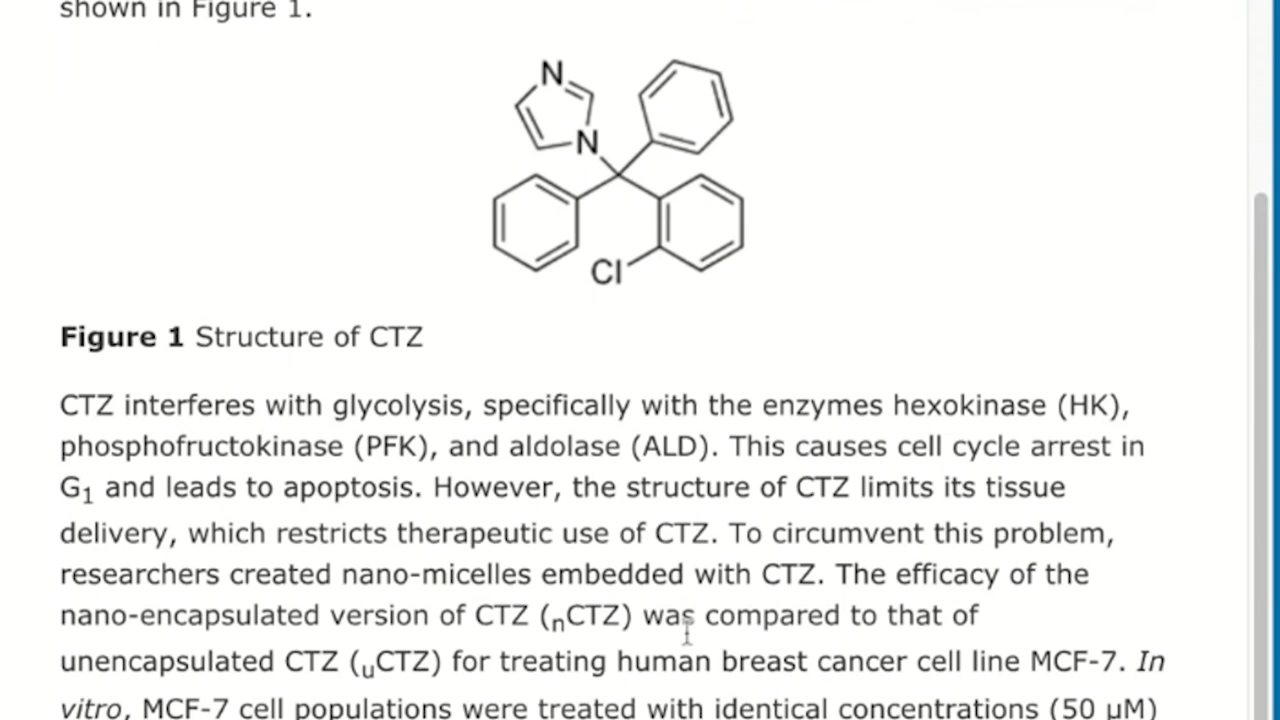 shown in Figure 1.
N
N
Cl
Figure 1 Structure of CTZ
CTZ interferes with glycolysis, specifically with the enzymes hexokinase (HK),
phosphofructokinase (PFK), and aldolase (ALD). This causes cell cycle arrest in
G₁ and leads to apoptosis. However, the structure of CTZ limits its tissue
delivery, which restricts therapeutic use of CTZ. To circumvent this problem,
researchers created nano-micelles embedded with CTZ. The efficacy of the
nano-encapsulated version of CTZ (ₙCTZ) was compared to that of
unencapsulated CTZ (ᵤCTZ) for treating human breast cancer cell line MCF-7. In
vitro, MCF-7 cell populations were treated with identical concentrations (50 μM)